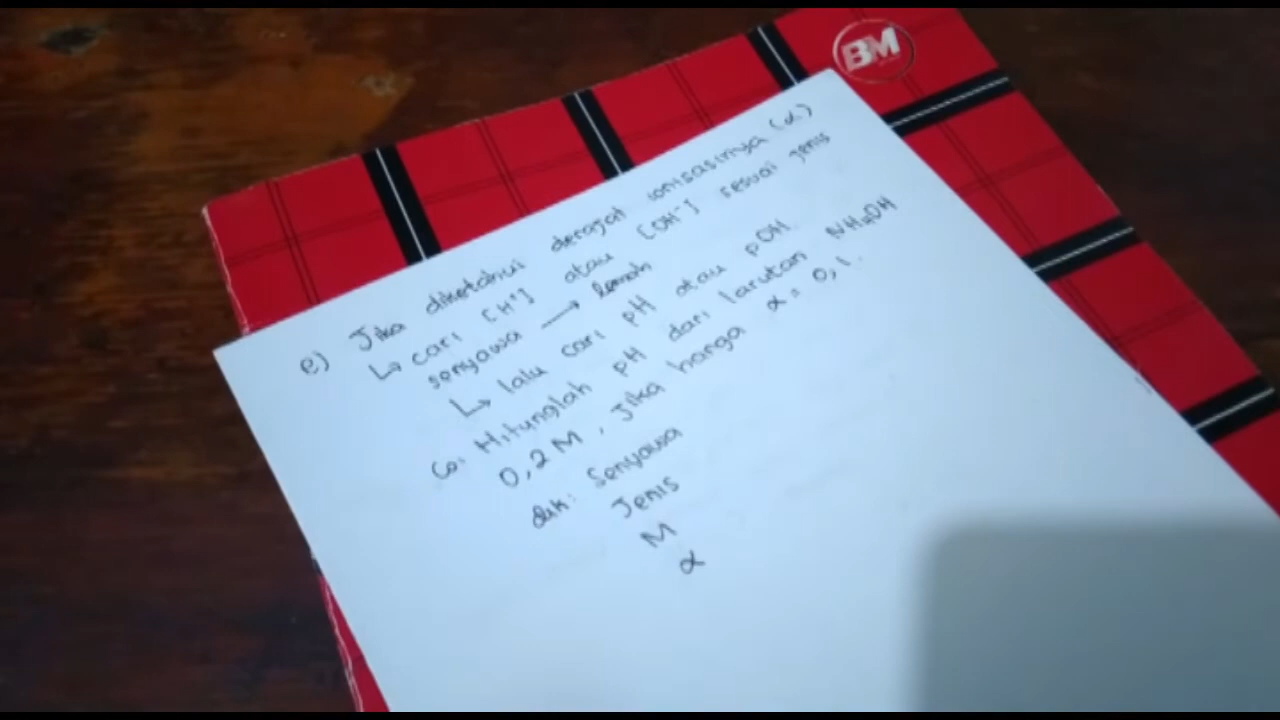 BM
e) Jika diketahui derajat ionisasinya (α)
↳ cari [H⁺] atau [OH⁻] sesuai jenis
senyawa → lemah
↳ lalu cari pH atau pOH
Co: Hitunglah pH dari larutan NH₄OH
0,2 M, Jika harga α = 0,1.
dik: Senyawa
Jenis
M
α